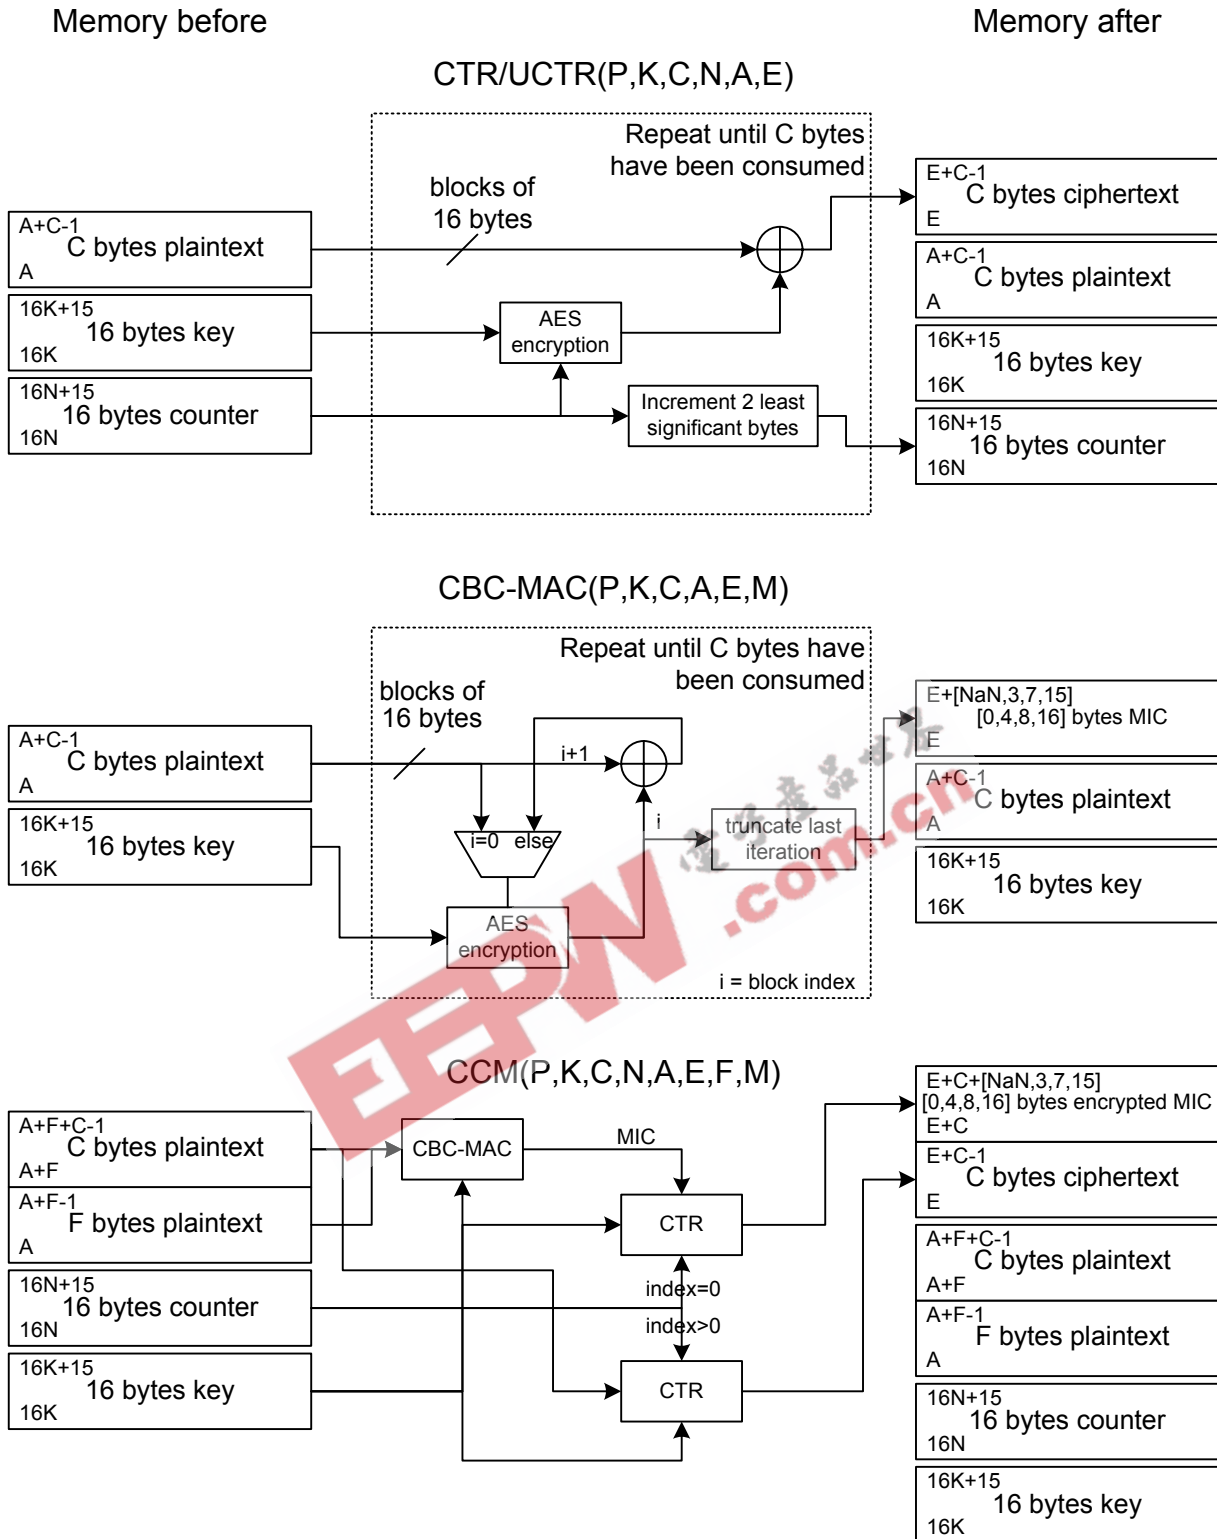 Memory before
Memory after
CTR/UCTR(P,K,C,N,A,E)
Repeat until C bytes
have been consumed
blocks of
16 bytes
A+C-1
C bytes plaintext
A
16K+15
16 bytes key
16K
16N+15
16 bytes counter
16N
AES
encryption
Increment 2 least
significant bytes
E+C-1
C bytes ciphertext
E
A+C-1
C bytes plaintext
A
16K+15
16 bytes key
16K
16N+15
16 bytes counter
16N
CBC-MAC(P,K,C,A,E,M)
Repeat until C bytes have
been consumed
blocks of
16 bytes
A+C-1
C bytes plaintext
A
16K+15
16 bytes key
16K
i+1
i=0 else
i
truncate last
iteration
AES
encryption
i = block index
E+[NaN,3,7,15]
[0,4,8,16] bytes MIC
E
A+C-1
C bytes plaintext
A
16K+15
16 bytes key
16K
電子産品世界
EEPW
.com.cn
CCM(P,K,C,N,A,E,F,M)
A+F+C-1
C bytes plaintext
A+F
A+F-1
F bytes plaintext
A
16N+15
16 bytes counter
16N
16K+15
16 bytes key
16K
CBC-MAC
MIC
CTR
index=0
index>0
CTR
E+C+[NaN,3,7,15]
[0,4,8,16] bytes encrypted MIC
E+C
E+C-1
C bytes ciphertext
E
A+F+C-1
C bytes plaintext
A+F
A+F-1
F bytes plaintext
A
16N+15
16 bytes counter
16N
16K+15
16 bytes key
16K